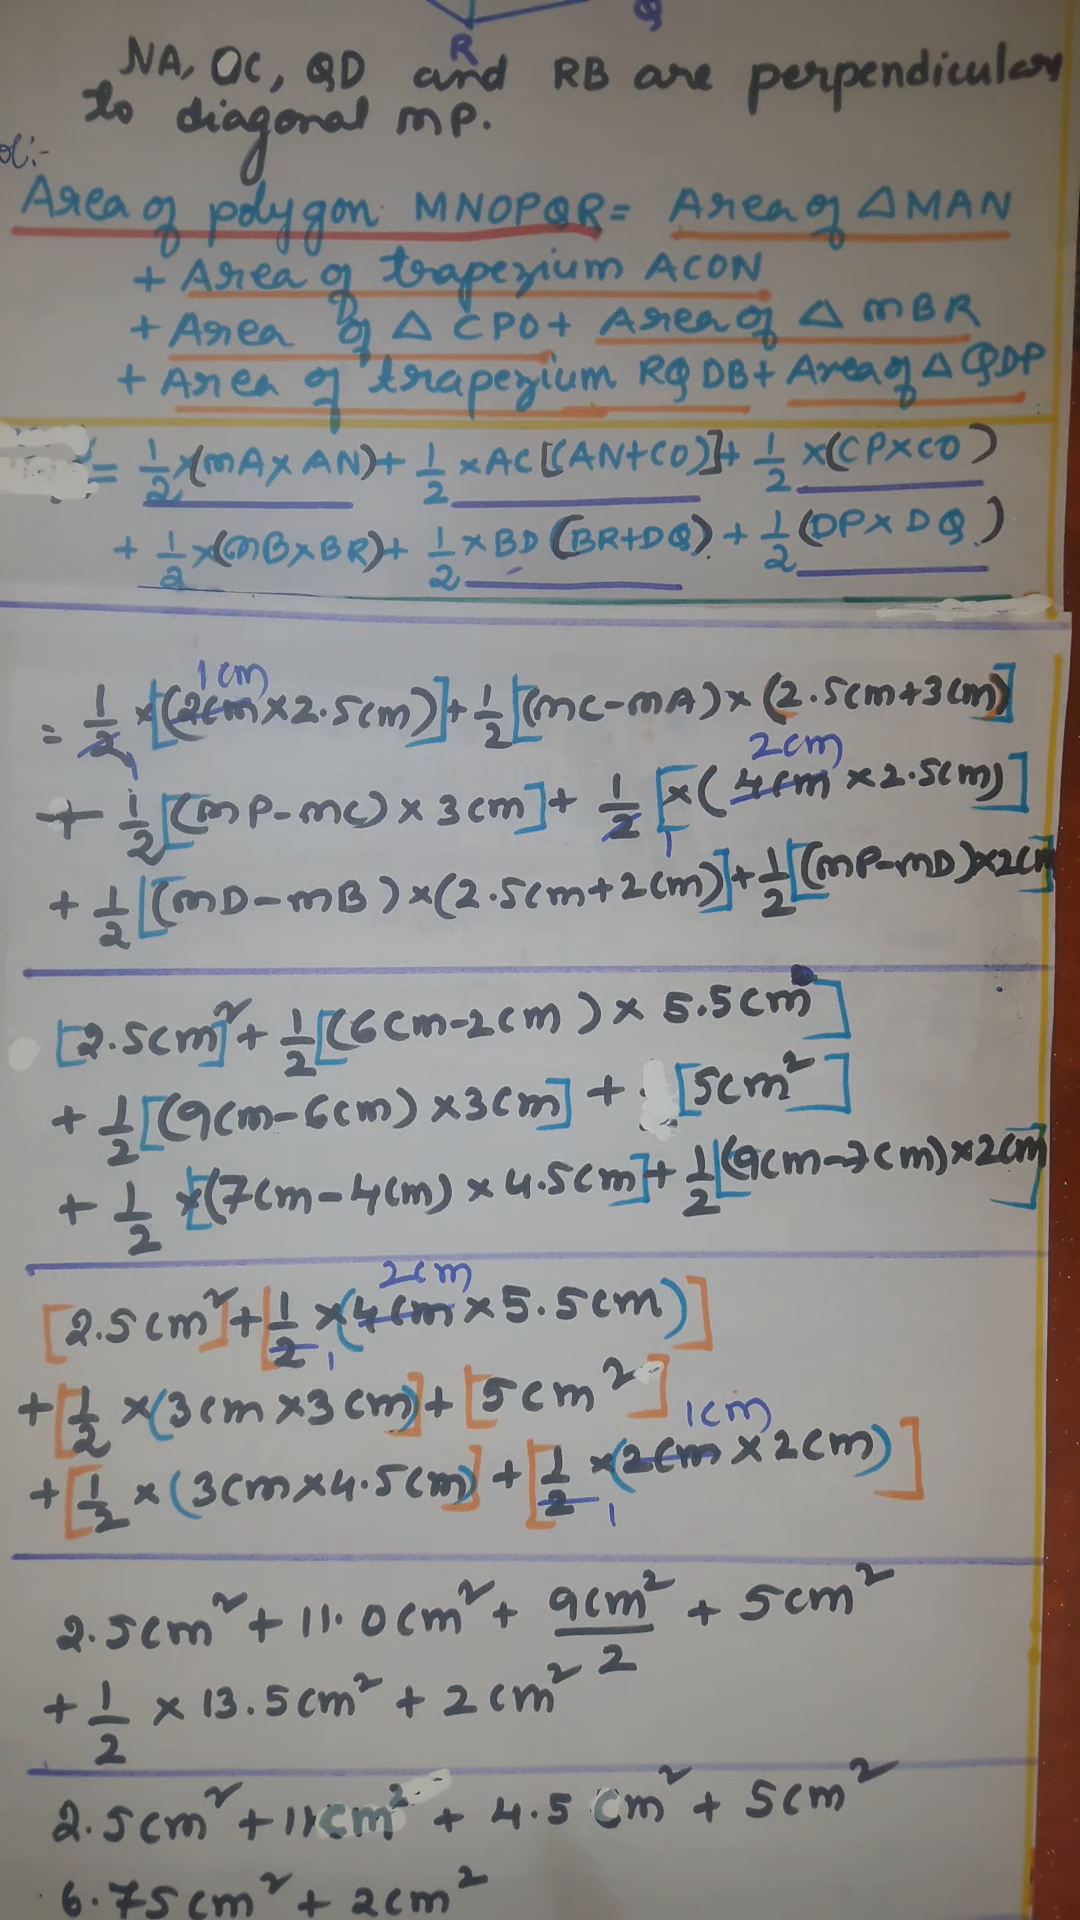 R
Q
NA, OC, QD and RB are perpendiculars
to diagonal MP.
Sol:-
Area of polygon MNOPQR= Area of △MAN
+ Area of trapezium ACON
+ Area of △ CPO+ Area of △ MBR
+ Area of trapezium RQDB+ Area of △QDP
= 1/2 ×(MA× AN)+ 1/2 ×AC[(AN+CO)]+ 1/2 ×(CP×CO)
+ 1/2 ×(MB×BR)+ 1/2 ×BD (BR+DQ) + 1/2 (DP× DQ)
1cm
= 1/2 ×[(2cm×2.5cm)]+ 1/2 [(MC-MA)× (2.5cm+3cm)]
1
2cm
+ 1/2 [(MP-MC) × 3cm]+ 1/2 [×(4cm ×2.5cm)]
1
+ 1/2 [(MD-MB)×(2.5cm+2cm)]+ 1/2 [(MP-MD)×2cm]
[2.5cm²]+ 1/2 [(6cm-2cm)× 5.5cm]
+ 1/2 [(9cm-6cm) ×3cm] + [5cm²]
+ 1/2 ×[(7cm-4cm) × 4.5cm]+ 1/2 [(9cm-7cm)×2cm]
2cm
[2.5cm²]+[1/2 ×(4cm×5.5cm)]
1
+[1/2 ×(3cm×3cm)]+[5cm²]
1cm
+[1/2 ×(3cm×4.5cm)] +[1/2 ×(2cm×2cm)]
1
2.5cm²+11.0cm²+ 9cm²/2 + 5cm²
+ 1/2 × 13.5cm² + 2cm²
2.5cm²+11cm² + 4.5cm²+ 5cm²
6.75cm²+ 2cm²